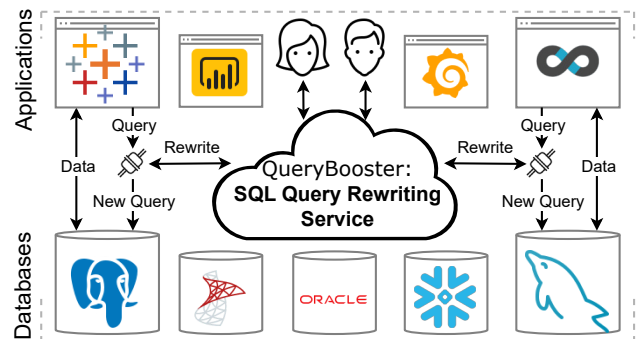 Applications
Query
Query
Rewrite
Rewrite
Data
Data
QueryBooster:
SQL Query Rewriting
Service
New Query
New Query
Databases
ORACLE